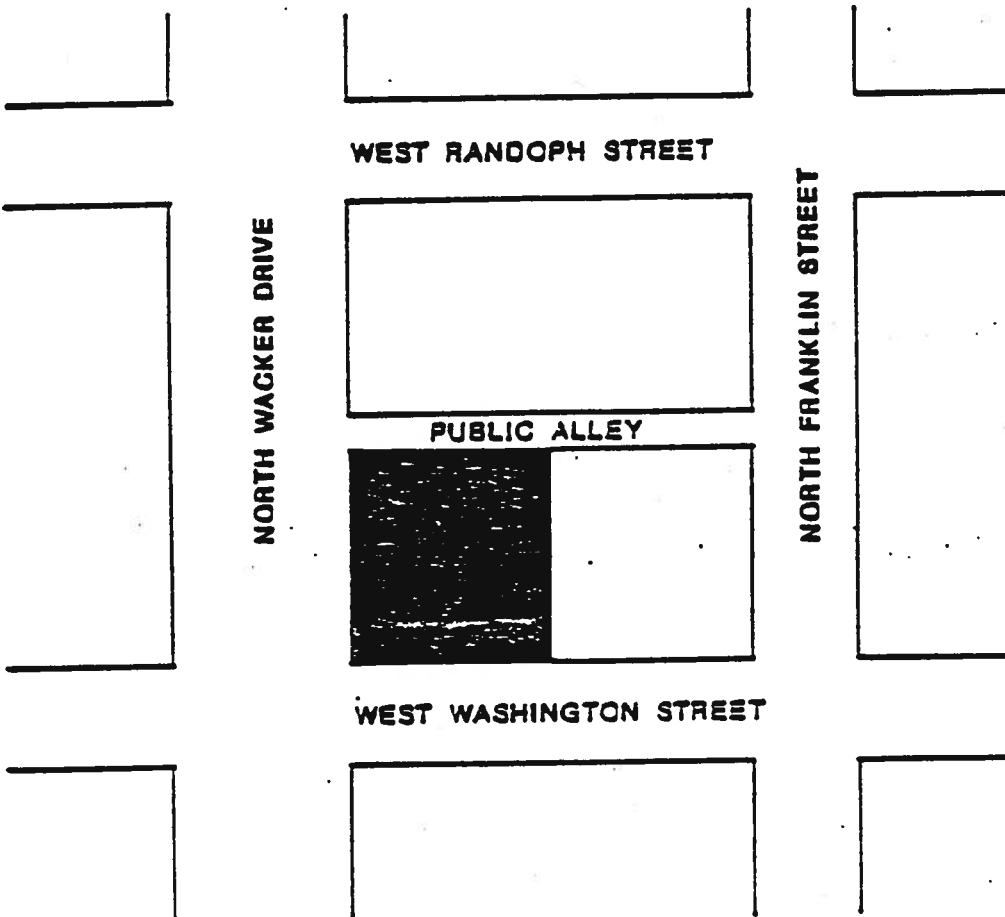 WEST RANDOPH STREET
NORTH WACKER DRIVE
NORTH FRANKLIN STREET
PUBLIC ALLEY
WEST WASHINGTON STREET